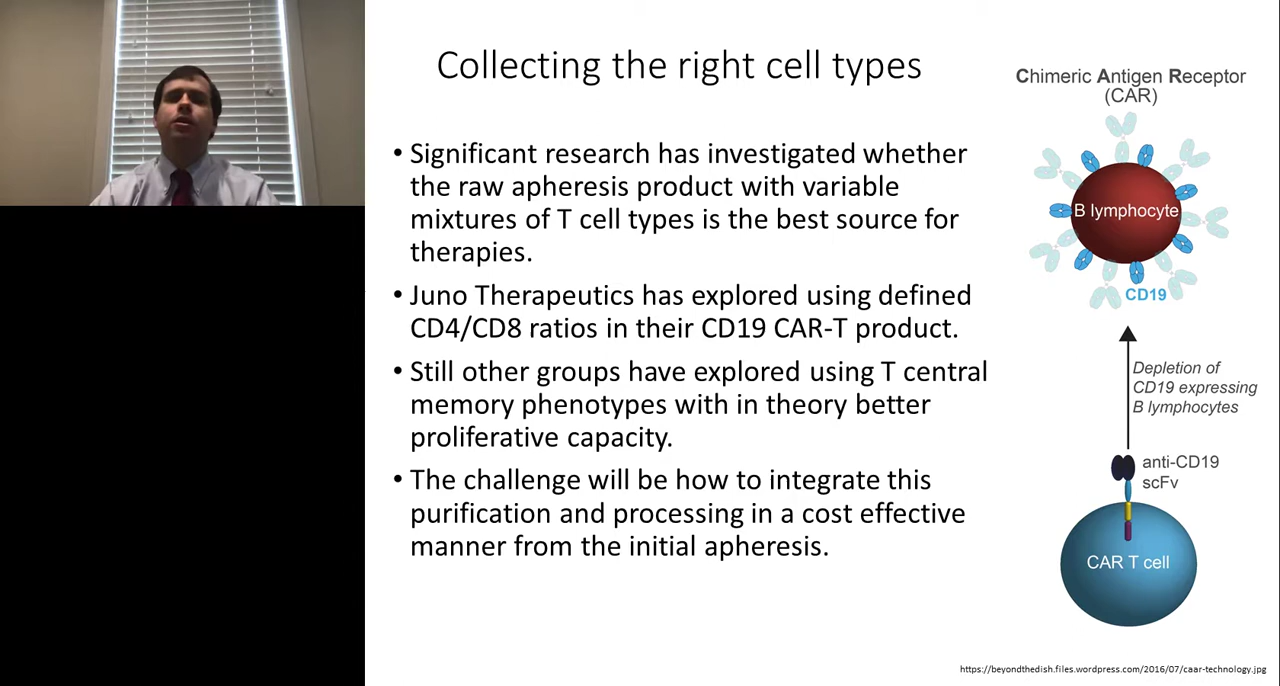 Collecting the right cell types
• Significant research has investigated whether
the raw apheresis product with variable
mixtures of T cell types is the best source for
therapies.
• Juno Therapeutics has explored using defined
CD4/CD8 ratios in their CD19 CAR-T product.
• Still other groups have explored using T central
memory phenotypes with in theory better
proliferative capacity.
• The challenge will be how to integrate this
purification and processing in a cost effective
manner from the initial apheresis.
Chimeric Antigen Receptor
(CAR)
B lymphocyte
CD19
Depletion of
CD19 expressing
B lymphocytes
anti-CD19
scFv
CAR T cell
https://beyondthedish.files.wordpress.com/2016/07/caar-technology.jpg